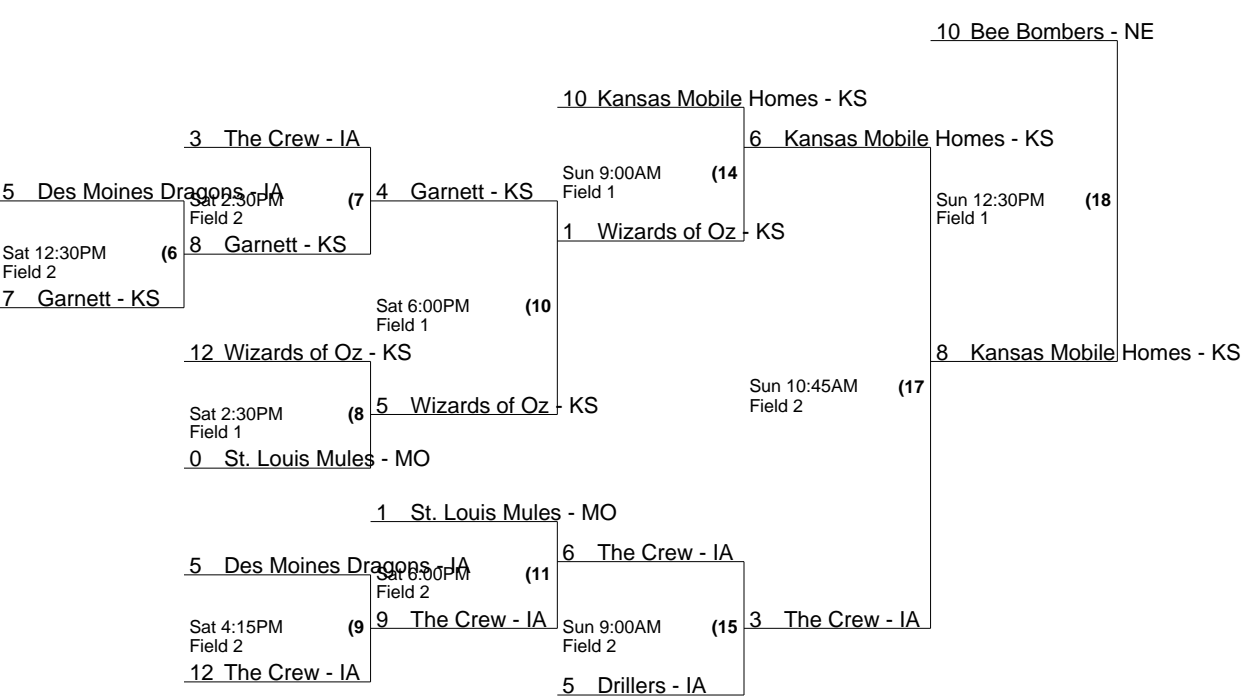 10 Bee Bombers - NE
10 Kansas Mobile Homes - KS
3 The Crew - IA
6 Kansas Mobile Homes - KS
Sun 9:00AM (14
Field 1
5 Des Moines Dragons - IA
Sat 2:30PM (7
Field 2
4 Garnett - KS
Sun 12:30PM (18
Field 1
1 Wizards of Oz - KS
8 Garnett - KS
Sat 12:30PM (6
Field 2
7 Garnett - KS
Sat 6:00PM (10
Field 1
12 Wizards of Oz - KS
8 Kansas Mobile Homes - KS
Sun 10:45AM (17
Field 2
Sat 2:30PM (8
Field 1
5 Wizards of Oz - KS
0 St. Louis Mules - MO
1 St. Louis Mules - MO
6 The Crew - IA
5 Des Moines Dragons - IA
Sat 6:00PM (11
Field 2
9 The Crew - IA
Sat 4:15PM (9
Field 2
Sun 9:00AM (15
Field 2
3 The Crew - IA
12 The Crew - IA
5 Drillers - IA